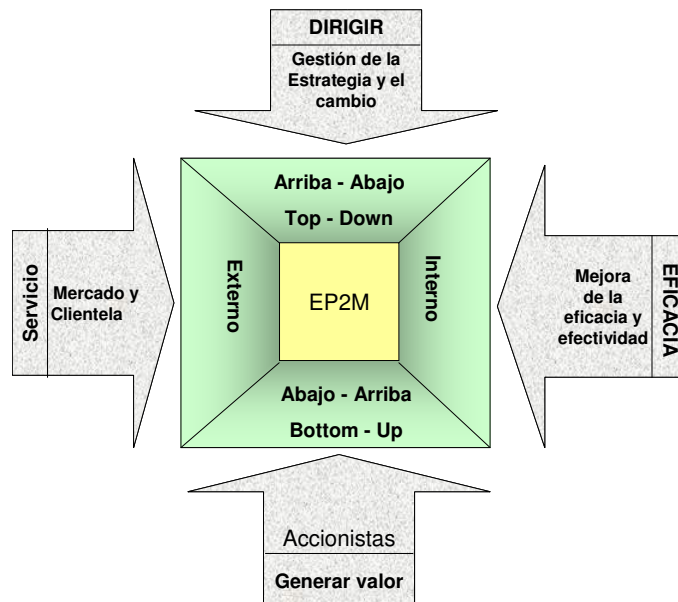 DIRIGIR
Gestión de la
Estrategia y el
cambio
Arriba - Abajo
Top - Down
Servicio
Mercado y
Clientela
Externo
EP2M
Interno
Mejora
de la
eficacia y
efectividad
EFICACIA
Abajo - Arriba
Bottom - Up
Accionistas
Generar valor